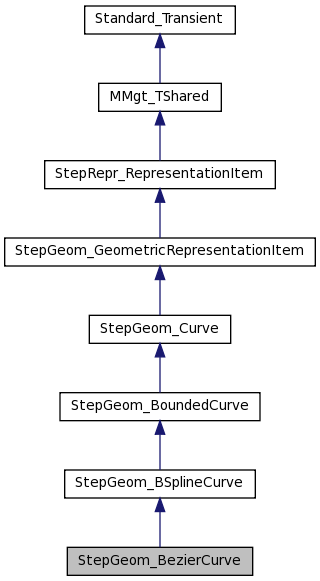 Standard_Transient
MMgt_TShared
StepRepr_RepresentationItem
StepGeom_GeometricRepresentationItem
StepGeom_Curve
StepGeom_BoundedCurve
StepGeom_BSplineCurve
StepGeom_BezierCurve